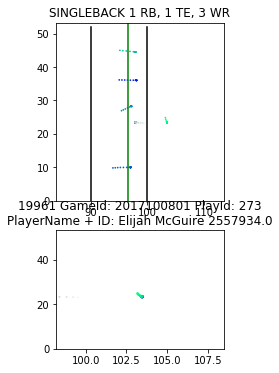 SINGLEBACK 1 RB, 1 TE, 3 WR
50
40
30
20
10
0
90 100 110
19961 GameId: 2017100801 PlayId: 273
PlayerName + ID: Elijah McGuire 2557934.0
40
20
0
100.0 102.5 105.0 107.5